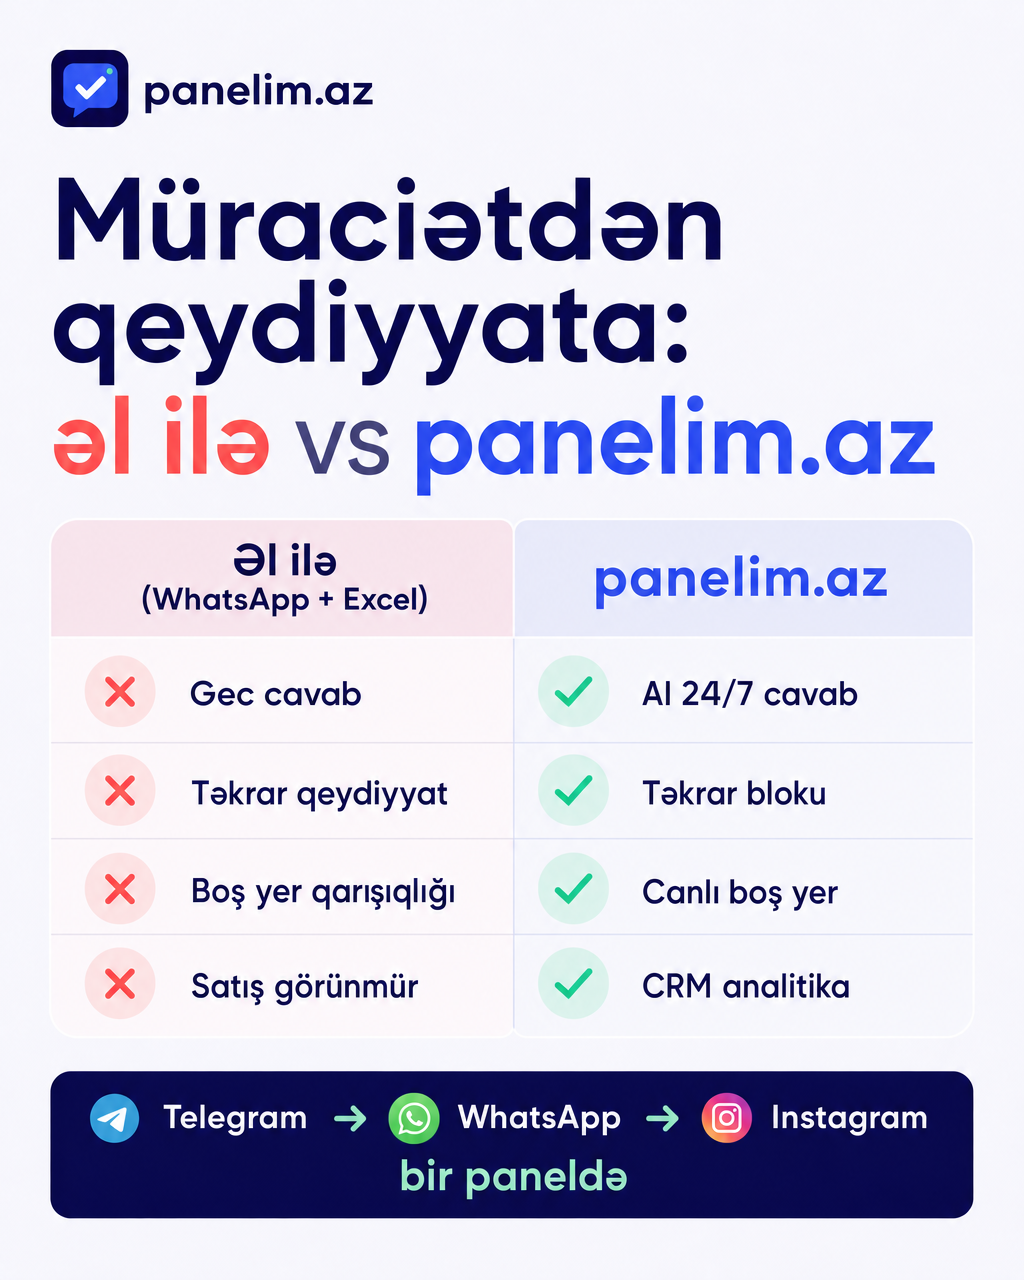 panelim.az
Müraciətdən
qeydiyyata:
əl ilə vs panelim.az
Əl ilə
(WhatsApp + Excel)
panelim.az
Gec cavab
AI 24/7 cavab
Təkrar qeydiyyat
Təkrar bloku
Boş yer qarışıqlığı
Canlı boş yer
Satış görünmür
CRM analitika
Telegram → WhatsApp → Instagram
bir paneldə